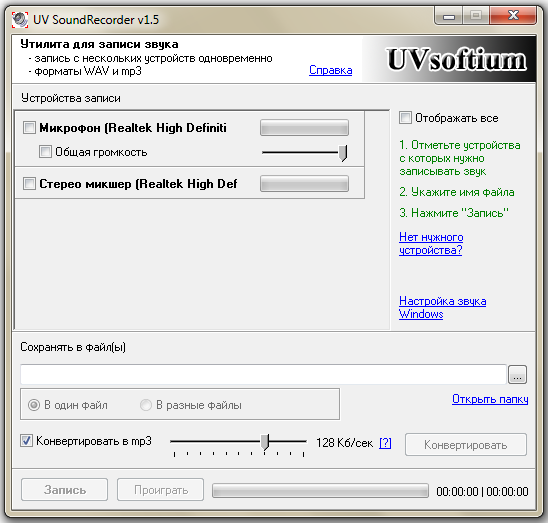 UV SoundRecorder v1.5
Утилита для записи звука
- запись с нескольких устройств одновременно
- форматы WAV и mp3
Справка
UVsoftium
Устройства записи
Микрофон (Realtek High Definiti
Общая громкость
Стерео микшер (Realtek High Def
Отображать все
1. Отметьте устройства
с которых нужно
записывать звук
2. Укажите имя файла
3. Нажмите "Запись"
Нет нужного
устройства?
Настройка звука
Windows
Сохранять в файл(ы)
...
В один файл
В разные файлы
Открыть папку
Конвертировать в mp3
128 Кб/сек
[?]
Конвертировать
Запись
Проиграть
00:00:00 | 00:00:00